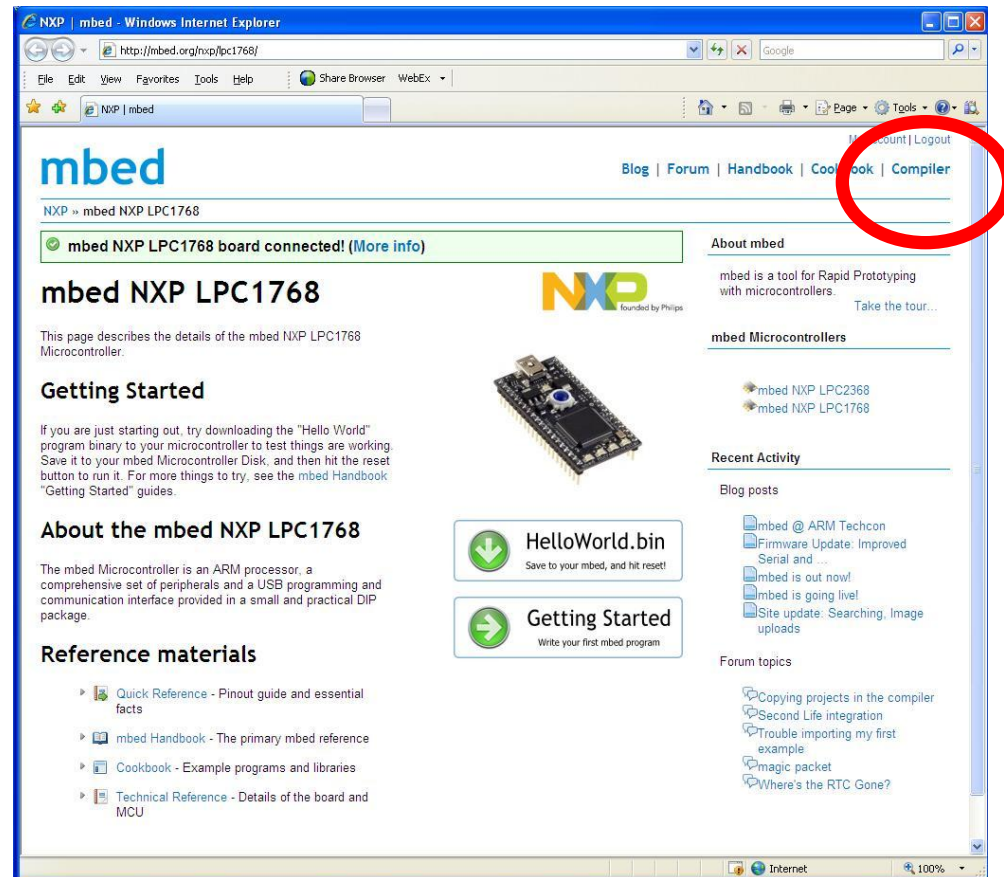 NXP | mbed - Windows Internet Explorer
http://mbed.org/nxp/lpc1768/
Google
File Edit View Favorites Tools Help Share Browser WebEx
NXP | mbed
Page Tools
Account | Logout
mbed
Blog | Forum | Handbook | Cookbook | Compiler
NXP » mbed NXP LPC1768
mbed NXP LPC1768 board connected! (More info)
mbed NXP LPC1768
NXP
founded by Philips
This page describes the details of the mbed NXP LPC1768
Microcontroller.
Getting Started
If you are just starting out, try downloading the "Hello World"
program binary to your microcontroller to test things are working.
Save it to your mbed Microcontroller Disk, and then hit the reset
button to run it. For more things to try, see the mbed Handbook
"Getting Started" guides.
About the mbed NXP LPC1768
The mbed Microcontroller is an ARM processor, a
comprehensive set of peripherals and a USB programming and
communication interface provided in a small and practical DIP
package.
HelloWorld.bin
Save to your mbed, and hit reset!
Getting Started
Write your first mbed program
Reference materials
Quick Reference - Pinout guide and essential
facts
mbed Handbook - The primary mbed reference
Cookbook - Example programs and libraries
Technical Reference - Details of the board and
MCU
About mbed
mbed is a tool for Rapid Prototyping
with microcontrollers.
Take the tour...
mbed Microcontrollers
mbed NXP LPC2368
mbed NXP LPC1768
Recent Activity
Blog posts
mbed @ ARM Techcon
Firmware Update: Improved
Serial and ...
mbed is out now!
mbed is going live!
Site update: Searching, Image
uploads
Forum topics
Copying projects in the compiler
Second Life integration
Trouble importing my first
example
magic packet
Where's the RTC Gone?
Internet
100%